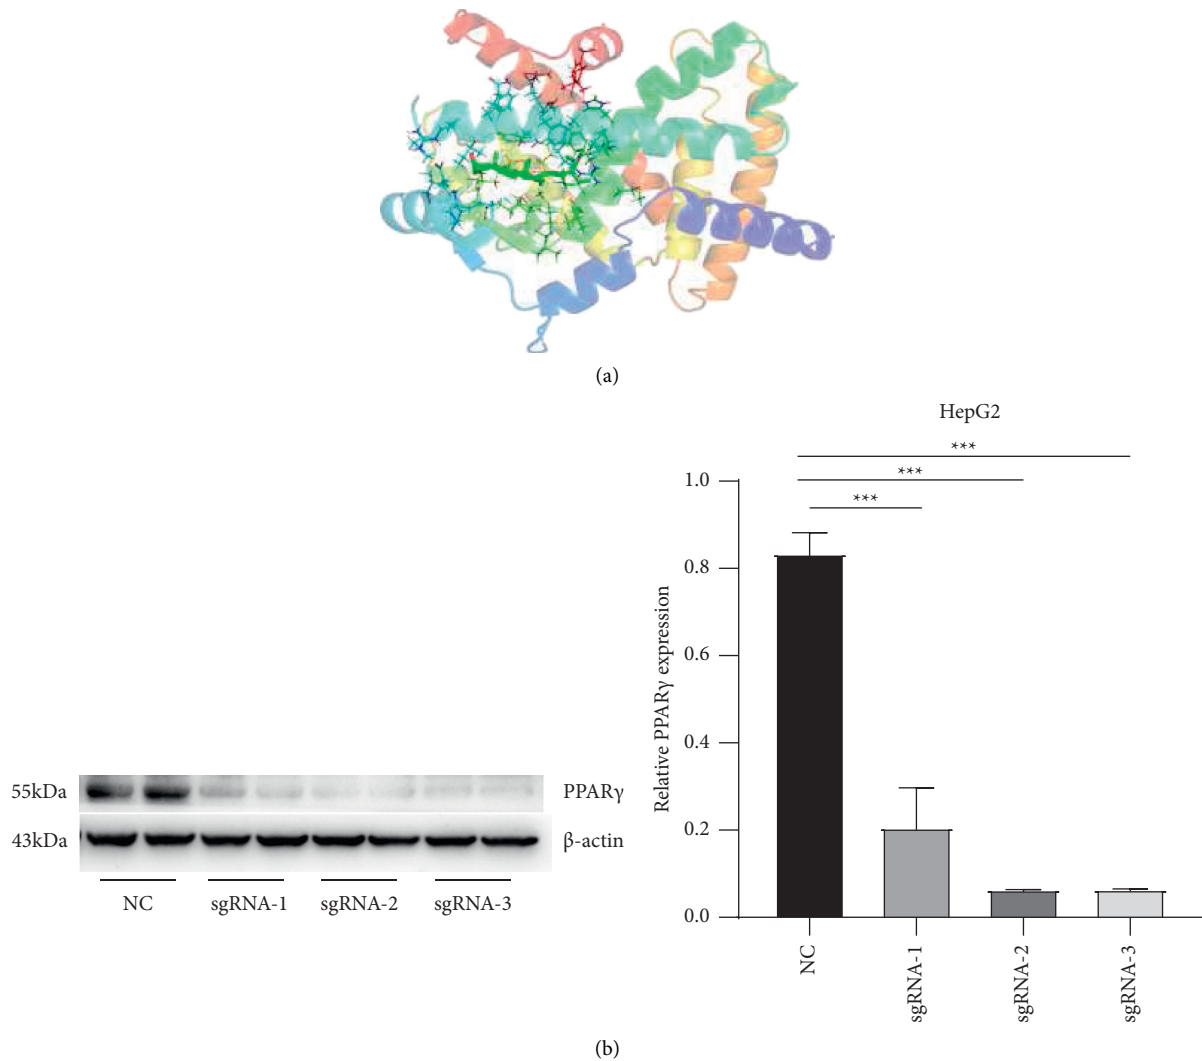 (a)
HepG2
***
***
***
1.0
0.8
0.6
0.4
0.2
0.0
Relative PPARγ expression
NC
sgRNA-1
sgRNA-2
sgRNA-3
55kDa
PPARγ
43kDa
β-actin
NC
sgRNA-1
sgRNA-2
sgRNA-3
(b)